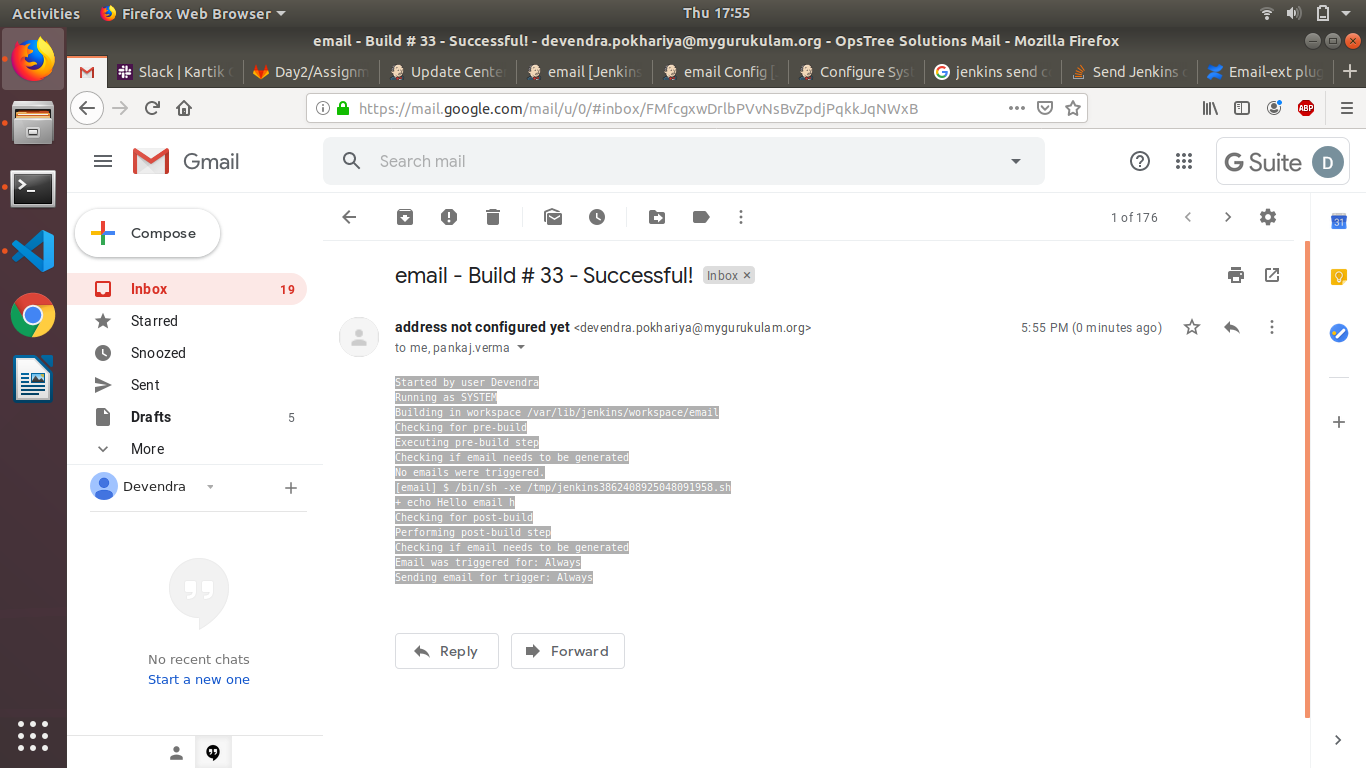 Activities Firefox Web Browser Thu 17:55
email - Build # 33 - Successful! - devendra.pokhariya@mygurukulam.org - OpsTree Solutions Mail - Mozilla Firefox
Slack | Kartik Day2/Assignm Update Cente email [Jenkins email Config [ Configure Sys jenkins send c Send Jenkins Email-ext plug
https://mail.google.com/mail/u/0/#inbox/FMfcgxwDrlbPVvNsBvZpdjPqkkJqNWxB ABP
Gmail Search mail G Suite D
Compose 1 of 176 31
email - Build # 33 - Successful! Inbox ×
Inbox 19
Starred
Snoozed
Sent
Drafts 5
More
Devendra
No recent chats
Start a new one
address not configured yet <devendra.pokhariya@mygurukulam.org> 5:55 PM (0 minutes ago)
to me, pankaj.verma
Started by user Devendra
Running as SYSTEM
Building in workspace /var/lib/jenkins/workspace/email
Checking for pre-build
Executing pre-build step
Checking if email needs to be generated
No emails were triggered.
[email] $ /bin/sh -xe /tmp/jenkins3862408925048091958.sh
+ echo Hello email h
Checking for post-build
Performing post-build step
Checking if email needs to be generated
Email was triggered for: Always
Sending email for trigger: Always
Reply Forward